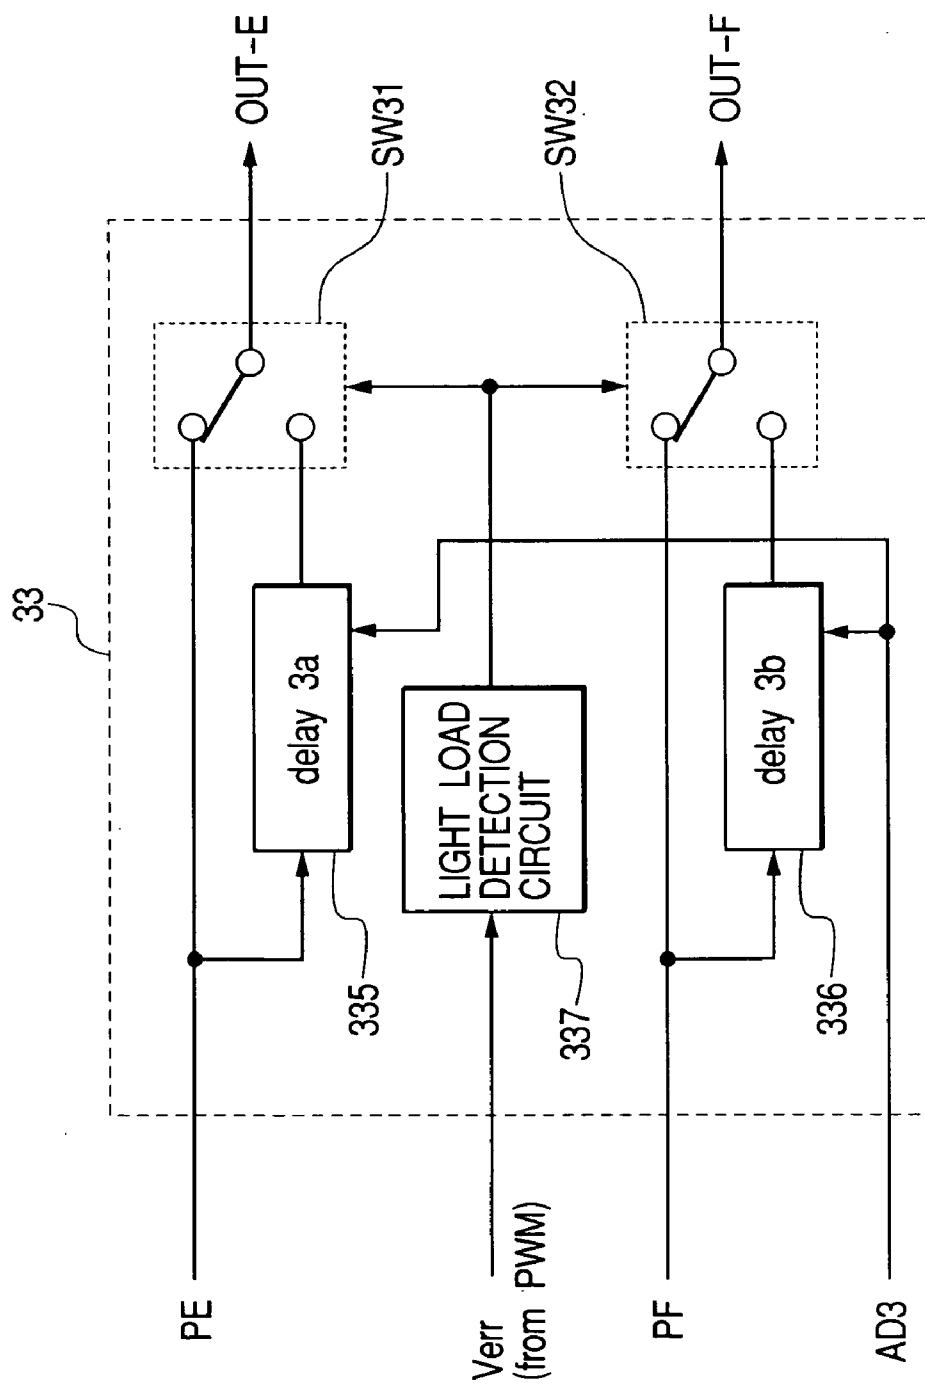 33
PE
delay 3a
335
SW31
OUT-E
Verr
(from PWM)
LIGHT LOAD
DETECTION
CIRCUIT
337
PF
delay 3b
336
SW32
OUT-F
AD3